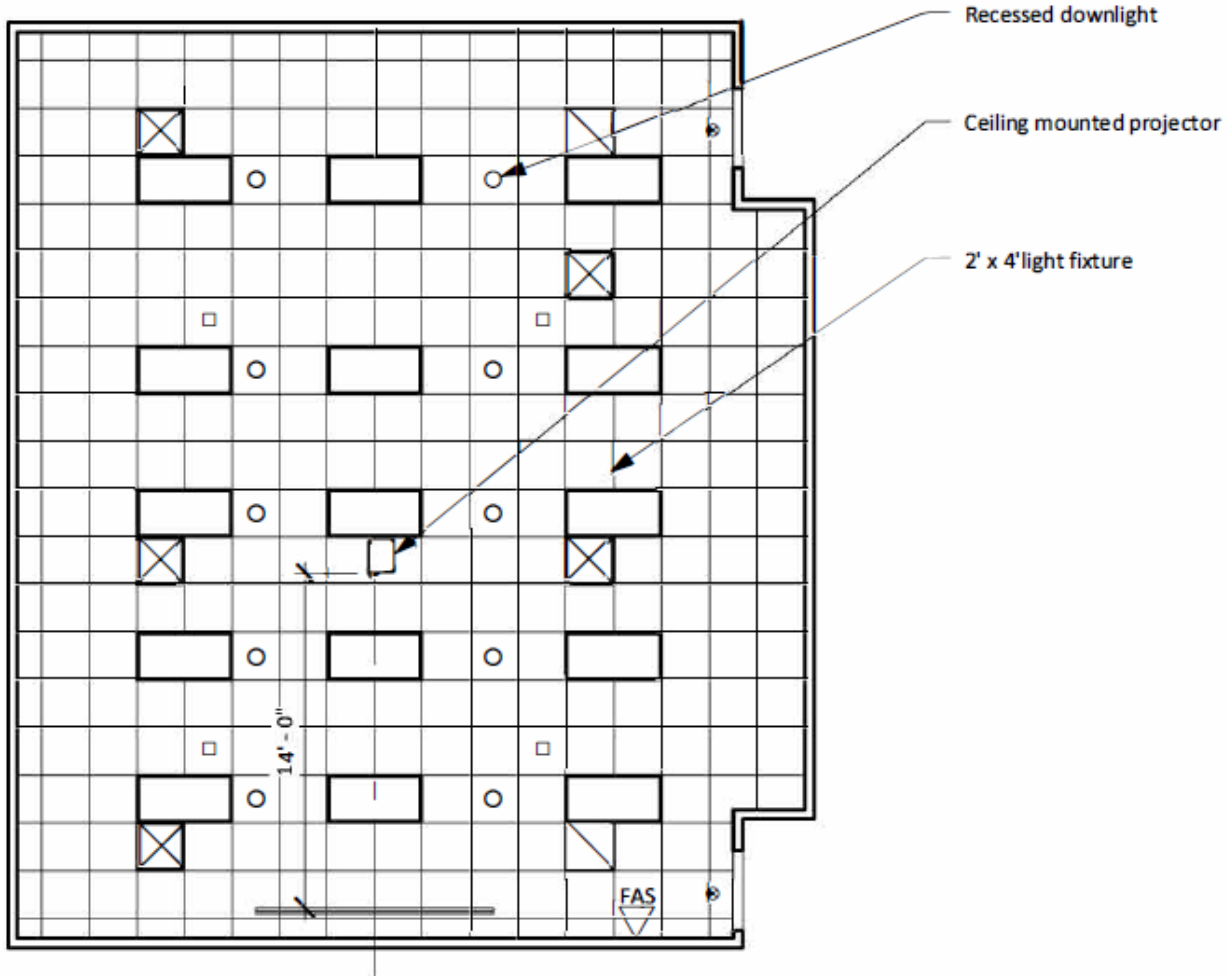 Recessed downlight
Ceiling mounted projector
2' x 4'light fixture
14' - 0"
FAS